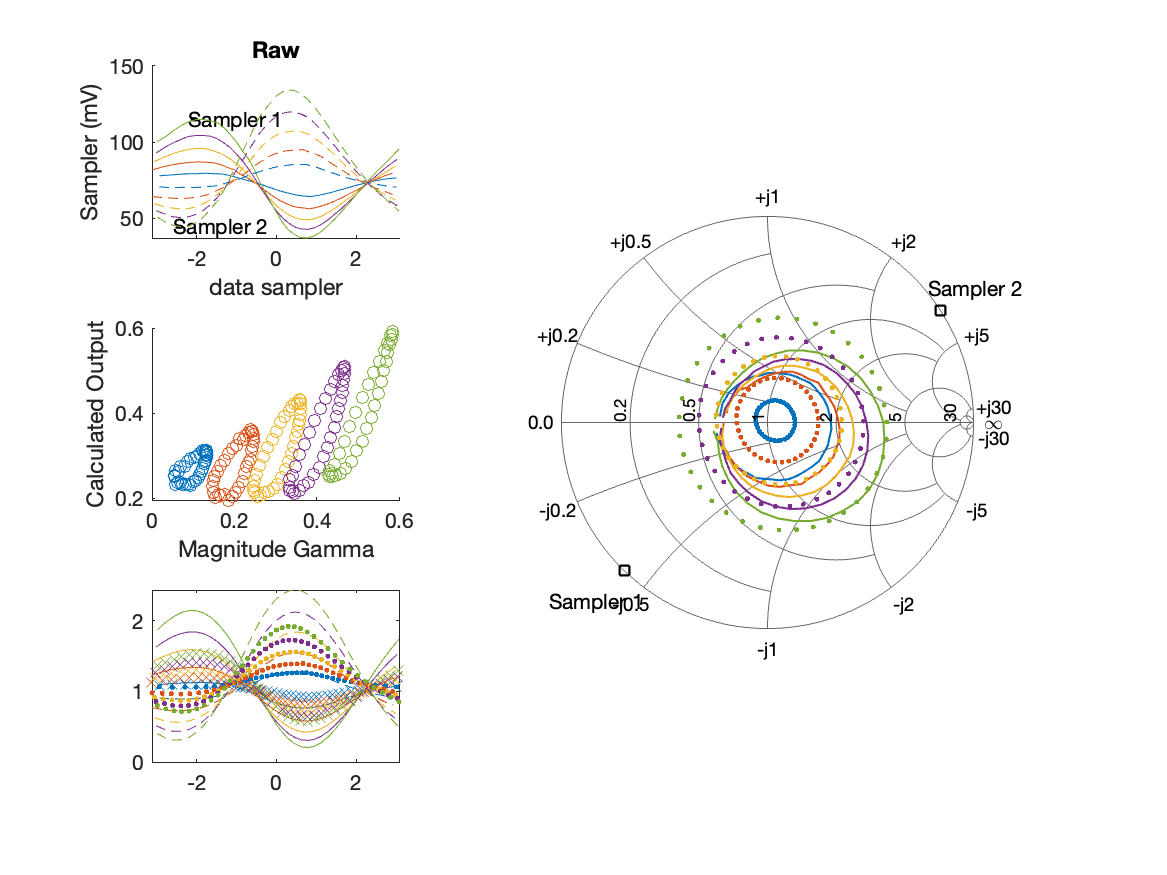 Raw
150
100
50
Sampler (mV)
Sampler 1
Sampler 2
-2
0
2
data sampler
0.6
0.4
0.2
Calculated Output
0
0.2
0.4
0.6
Magnitude Gamma
2
1
0
-2
0
2
+j1
+j0.5
+j2
Sampler 2
+j0.2
+j5
0.0
0.2
0.5
1
2
5
30
+j30
∞
-j30
-j0.2
-j5
Sampler 1
-j0.5
-j2
-j1